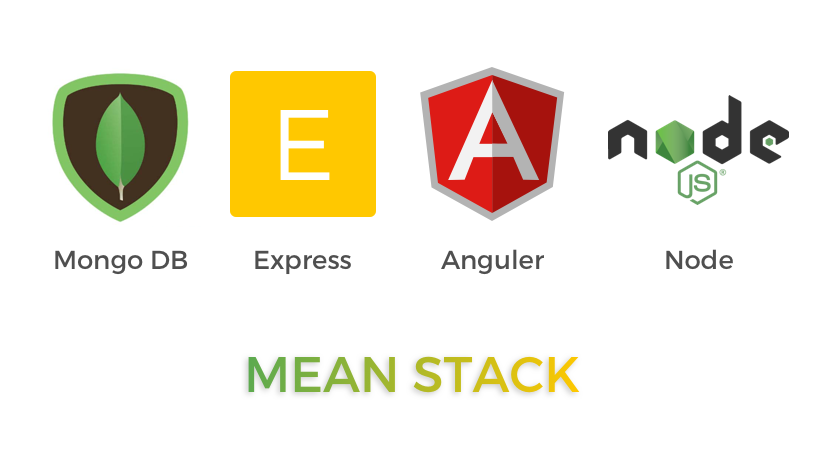 E
A
node
JS®
Mongo DB
Express
Anguler
Node
MEAN STACK